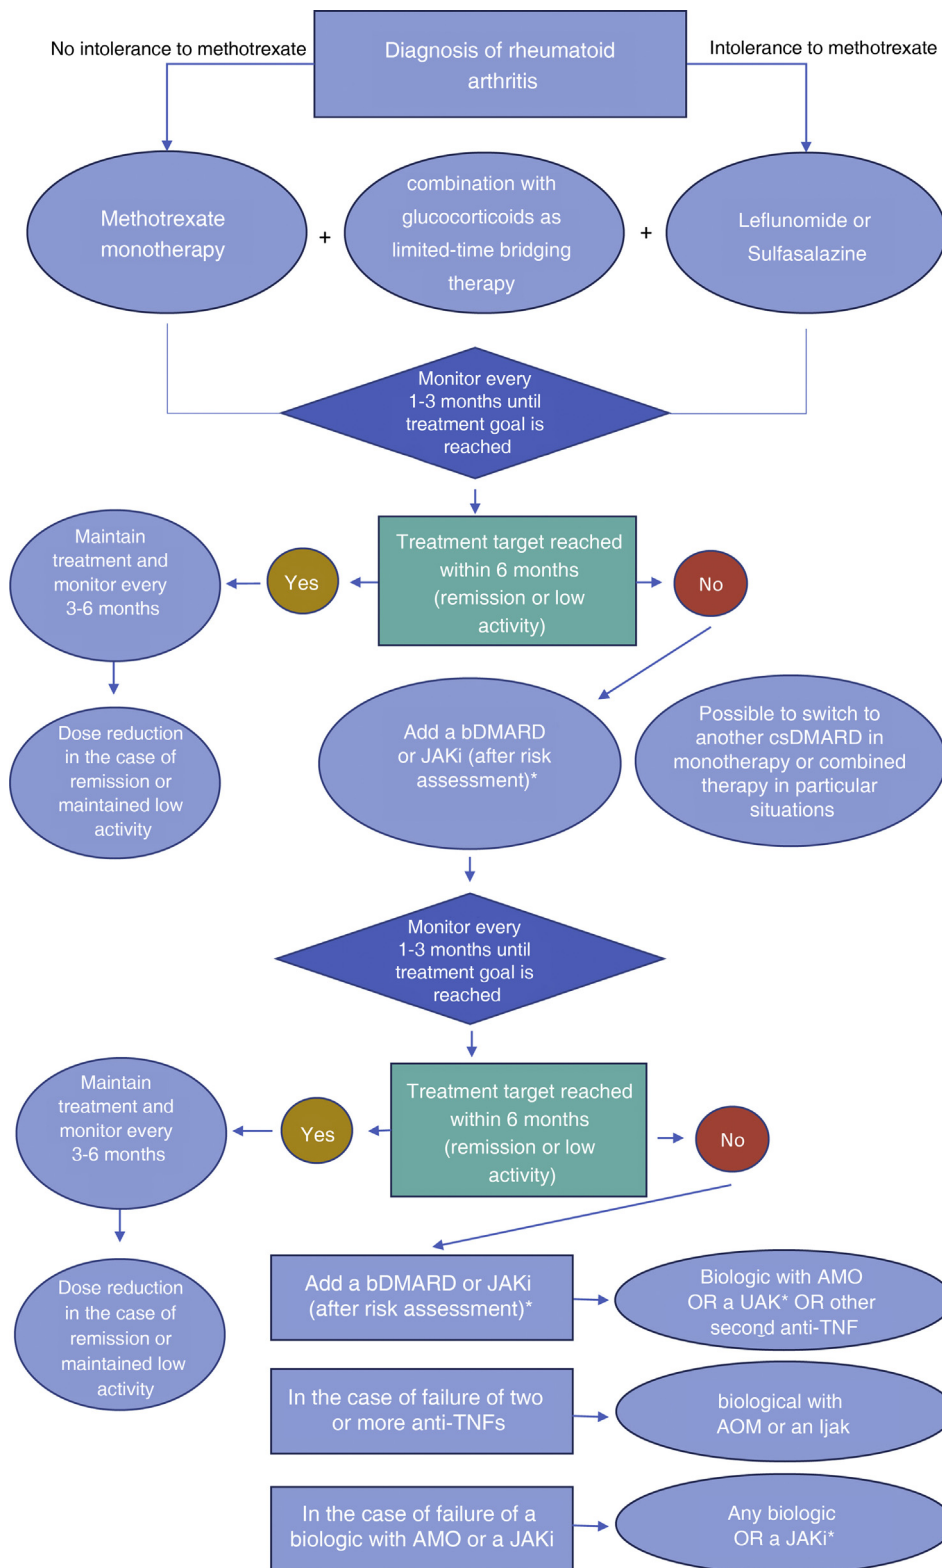 No intolerance to methotrexate
Diagnosis of rheumatoid
arthritis
Intolerance to methotrexate
Methotrexate
monotherapy
+
combination with
glucocorticoids as
limited-time bridging
therapy
+
Leflunomide or
Sulfasalazine
Monitor every
1-3 months until
treatment goal is
reached
Maintain
treatment and
monitor every
3-6 months
Yes
Treatment target reached
within 6 months
(remission or low
activity)
No
Dose reduction
in the case of
remission or
maintained low
activity
Add a bDMARD
or JAKi (after risk
assessment)*
Possible to switch to
another csDMARD in
monotherapy or combined
therapy in particular
situations
Monitor every
1-3 months until
treatment goal is
reached
Maintain
treatment and
monitor every
3-6 months
Yes
Treatment target reached
within 6 months
(remission or low
activity)
No
Dose reduction
in the case of
remission or
maintained low
activity
Add a bDMARD or JAKi
(after risk assessment)*
Biologic with AMO
OR a UAK* OR other
second anti-TNF
In the case of failure of two
or more anti-TNFs
biological with
AOM or an Ijak
In the case of failure of a
biologic with AMO or a JAKi
Any biologic
OR a JAKi*